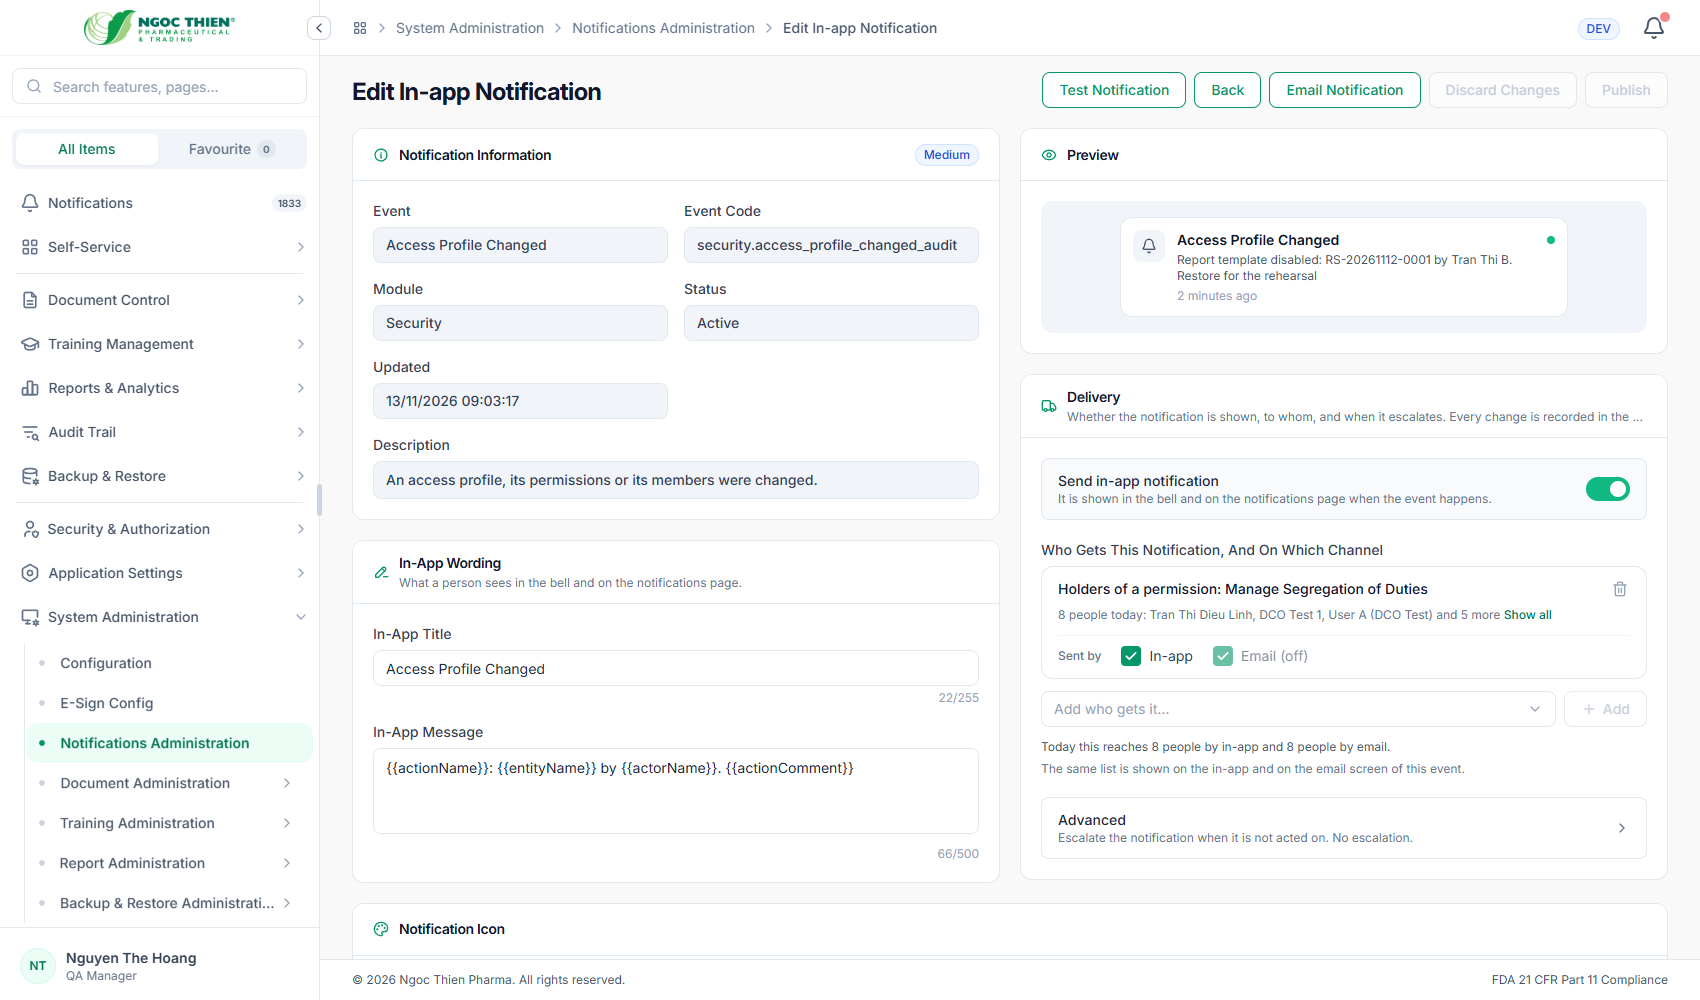 NGOC THIEN®
PHARMACEUTICAL
& TRADING
System Administration
Notifications Administration
Edit In-app Notification
DEV
Search features, pages...
All Items
Favourite 0
Notifications 1833
Self-Service
Document Control
Training Management
Reports & Analytics
Audit Trail
Backup & Restore
Security & Authorization
Application Settings
System Administration
Configuration
E-Sign Config
Notifications Administration
Document Administration
Training Administration
Report Administration
Backup & Restore Administrati...
NT
Nguyen The Hoang
QA Manager
Edit In-app Notification
Test Notification
Back
Email Notification
Discard Changes
Publish
Notification Information
Medium
Event
Access Profile Changed
Event Code
security.access_profile_changed_audit
Module
Security
Status
Active
Updated
13/11/2026 09:03:17
Description
An access profile, its permissions or its members were changed.
In-App Wording
What a person sees in the bell and on the notifications page.
In-App Title
Access Profile Changed
22/255
In-App Message
{{actionName}}: {{entityName}} by {{actorName}}. {{actionComment}}
66/500
Notification Icon
Preview
Access Profile Changed
Report template disabled: RS-20261112-0001 by Tran Thi B.
Restore for the rehearsal
2 minutes ago
Delivery
Whether the notification is shown, to whom, and when it escalates. Every change is recorded in the ...
Send in-app notification
It is shown in the bell and on the notifications page when the event happens.
Who Gets This Notification, And On Which Channel
Holders of a permission: Manage Segregation of Duties
8 people today: Tran Thi Dieu Linh, DCO Test 1, User A (DCO Test) and 5 more Show all
Sent by
In-app
Email (off)
Add who gets it...
+ Add
Today this reaches 8 people by in-app and 8 people by email.
The same list is shown on the in-app and on the email screen of this event.
Advanced
Escalate the notification when it is not acted on. No escalation.
© 2026 Ngoc Thien Pharma. All rights reserved.
FDA 21 CFR Part 11 Compliance